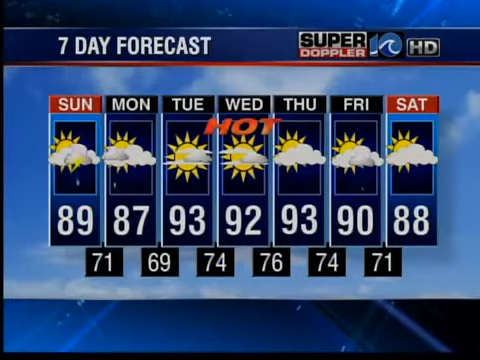 7 DAY FORECAST
SUPER DOPPLER 10 HD
SUN MON TUE WED THU FRI SAT
HOT
89 87 93 92 93 90 88
71 69 74 76 74 71